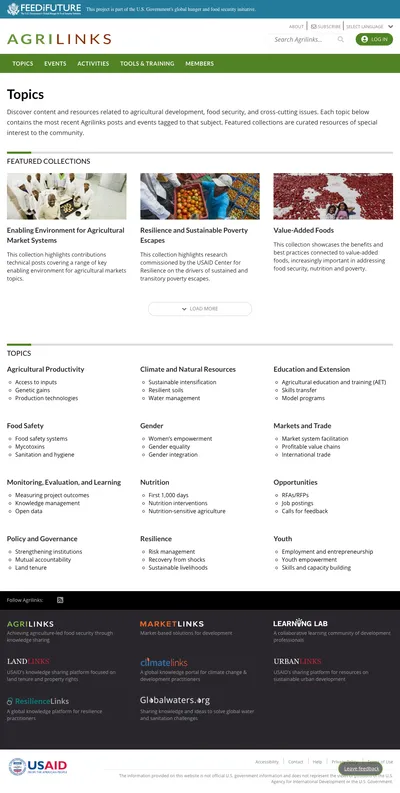 FEED THE FUTURE
This project is part of the U.S. Government's global hunger and food security initiative.
ABOUT
SUBSCRIBE
SELECT LANGUAGE
AGRILINKS
Search Agrilinks...
LOG IN
TOPICS
EVENTS
ACTIVITIES
TOOLS & TRAINING
MEMBERS
Topics
Discover content and resources related to agricultural development, food security, and cross-cutting issues. Each topic below
contains the most recent Agrilinks posts and events tagged to that subject. Featured collections are curated resources of special
interest to the community.
FEATURED COLLECTIONS
Enabling Environment for Agricultural
Market Systems
This collection highlights contributions
technical posts covering a range of key
enabling environment for agricultural markets
topics.
Resilience and Sustainable Poverty
Escapes
This collection highlights research
commissioned by the USAID Center for
Resilience on the drivers of sustained and
transitory poverty escapes.
Value-Added Foods
This collection showcases the benefits and
best practices connected to value-added
foods, increasingly important in addressing
food security, nutrition and poverty.
LOAD MORE
TOPICS
Agricultural Productivity
Access to inputs
Genetic gains
Production technologies
Climate and Natural Resources
Sustainable intensification
Resilient soils
Water management
Education and Extension
Agricultural education and training (AET)
Skills transfer
Model programs
Food Safety
Food safety systems
Mycotoxins
Sanitation and hygiene
Gender
Women's empowerment
Gender equality
Gender integration
Markets and Trade
Market system facilitation
Profitable value chains
International trade
Monitoring, Evaluation, and Learning
Measuring project outcomes
Knowledge management
Open data
Nutrition
First 1,000 days
Nutrition interventions
Nutrition-sensitive agriculture
Opportunities
RFAs/RFPs
Job postings
Calls for feedback
Policy and Governance
Strengthening institutions
Mutual accountability
Land tenure
Resilience
Risk management
Recovery from shocks
Sustainable livelihoods
Youth
Employment and entrepreneurship
Youth empowerment
Skills and capacity building
Follow Agrilinks:
AGRILINKS
Achieving agriculture-led food security through
knowledge sharing
MARKETLINKS
Market-based solutions for development
LEARNING LAB
A collaborative learning community of development
professionals
LANDLINKS
USAID's knowledge sharing platform focused on
land tenure and property rights
climatelinks
A global knowledge portal for climate change &
development practitioners
URBANLINKS
USAID's sharing platform for resources on
sustainable urban development
ResilienceLinks
A global knowledge platform for resilience
practitioners
Globalwaters.org
Sharing knowledge and ideas to solve global water
and sanitation challenges
USAID
FROM THE AMERICAN PEOPLE
Accessibility
Contact
Help
Privacy Policy
Terms of Use
Leave feedback
The information provided on this website is not official U.S. government information and does not represent the views or positions of the U.S.
Agency for International Development or the U.S. Government.